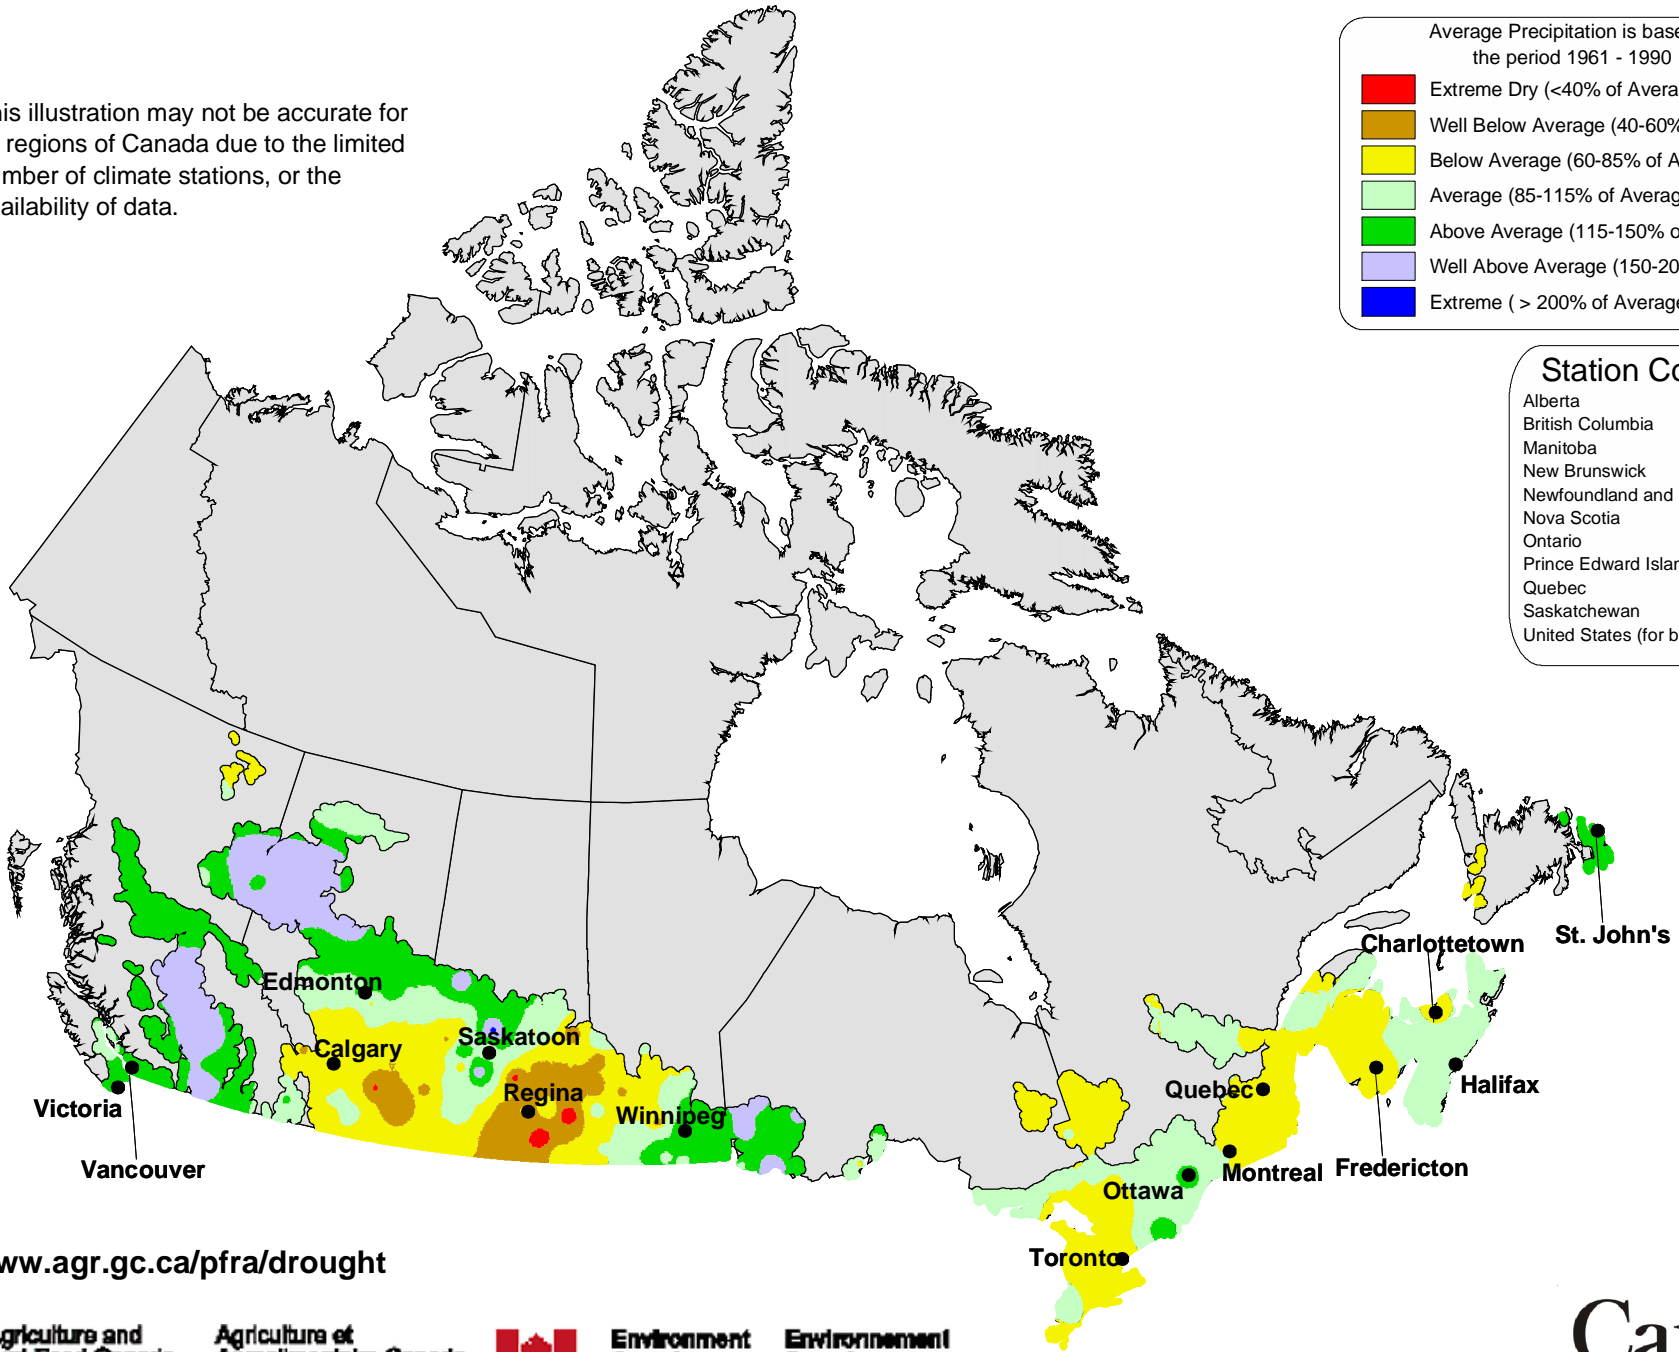 his illustration may not be accurate for
regions of Canada due to the limited
mber of climate stations, or the
ailability of data.
Average Precipitation is base
the period 1961 - 1990
Extreme Dry (<40% of Avera
Well Below Average (40-60%
Below Average (60-85% of A
Average (85-115% of Averag
Above Average (115-150% o
Well Above Average (150-20
Extreme ( > 200% of Average
Station Co
Alberta
British Columbia
Manitoba
New Brunswick
Newfoundland and
Nova Scotia
Ontario
Prince Edward Islan
Quebec
Saskatchewan
United States (for b
Charlottetown
St. John's
Edmonton
Saskatoon
Calgary
Regina
Winnipeg
Quebec
Halifax
Victoria
Vancouver
Montreal
Fredericton
Ottawa
Toronto
ww.agr.gc.ca/pfra/drought
griculture and
Agriculture et
Environment
Environnement
Can